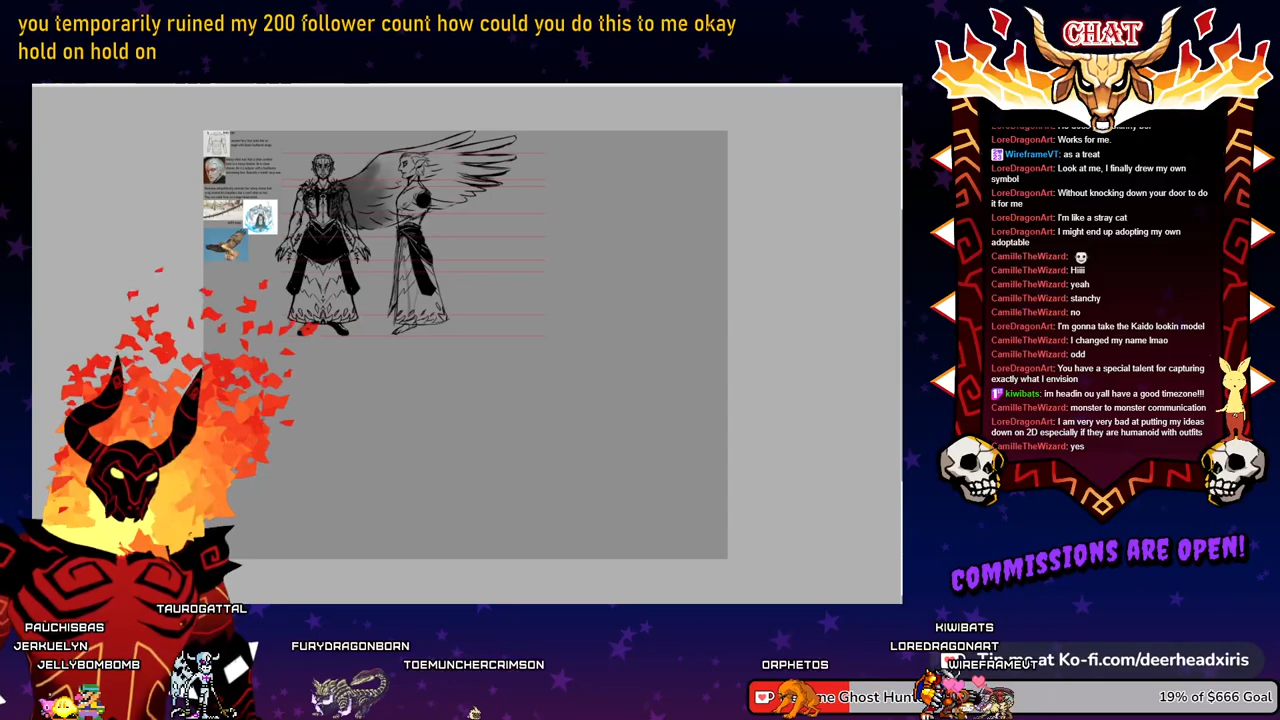 you temporarily ruined my 200 follower count how could you do this to me okay
hold on hold on
CHAT
LoreDragonArt: Works for me.
WireframeVT: as a treat
LoreDragonArt: Look at me, I finally drew my own
symbol
LoreDragonArt: Without knocking down your door to do
it for me
LoreDragonArt: I'm like a stray cat
LoreDragonArt: I might end up adopting my own
adoptable
CamilleTheWizard:
CamilleTheWizard: Hiiii
CamilleTheWizard: yeah
CamilleTheWizard: stanchy
CamilleTheWizard: no
LoreDragonArt: I'm gonna take the Kaido lookin model
CamilleTheWizard: I changed my name lmao
CamilleTheWizard: odd
LoreDragonArt: You have a special talent for capturing
exactly what I envision
kiwibats: im headin ou yall have a good timezone!!!
CamilleTheWizard: monster to monster communication
LoreDragonArt: I am very very bad at putting my ideas
down on 2D especially if they are humanoid with outfits
CamilleTheWizard: yes
COMMISSIONS ARE OPEN!
TAUROGATTAL
PAUCHISBAS
JERKUELYN
JELLYBOMBOMB
FURYDRAGONBORN
TOEMUNCHERCRIMSON
ORPHETOS
KIWIBATS
LOREDRAGONART
WIREFRAMEVT
Tip me at Ko-fi.com/deerheadxiris
me Ghost Hun
19% of $666 Goal